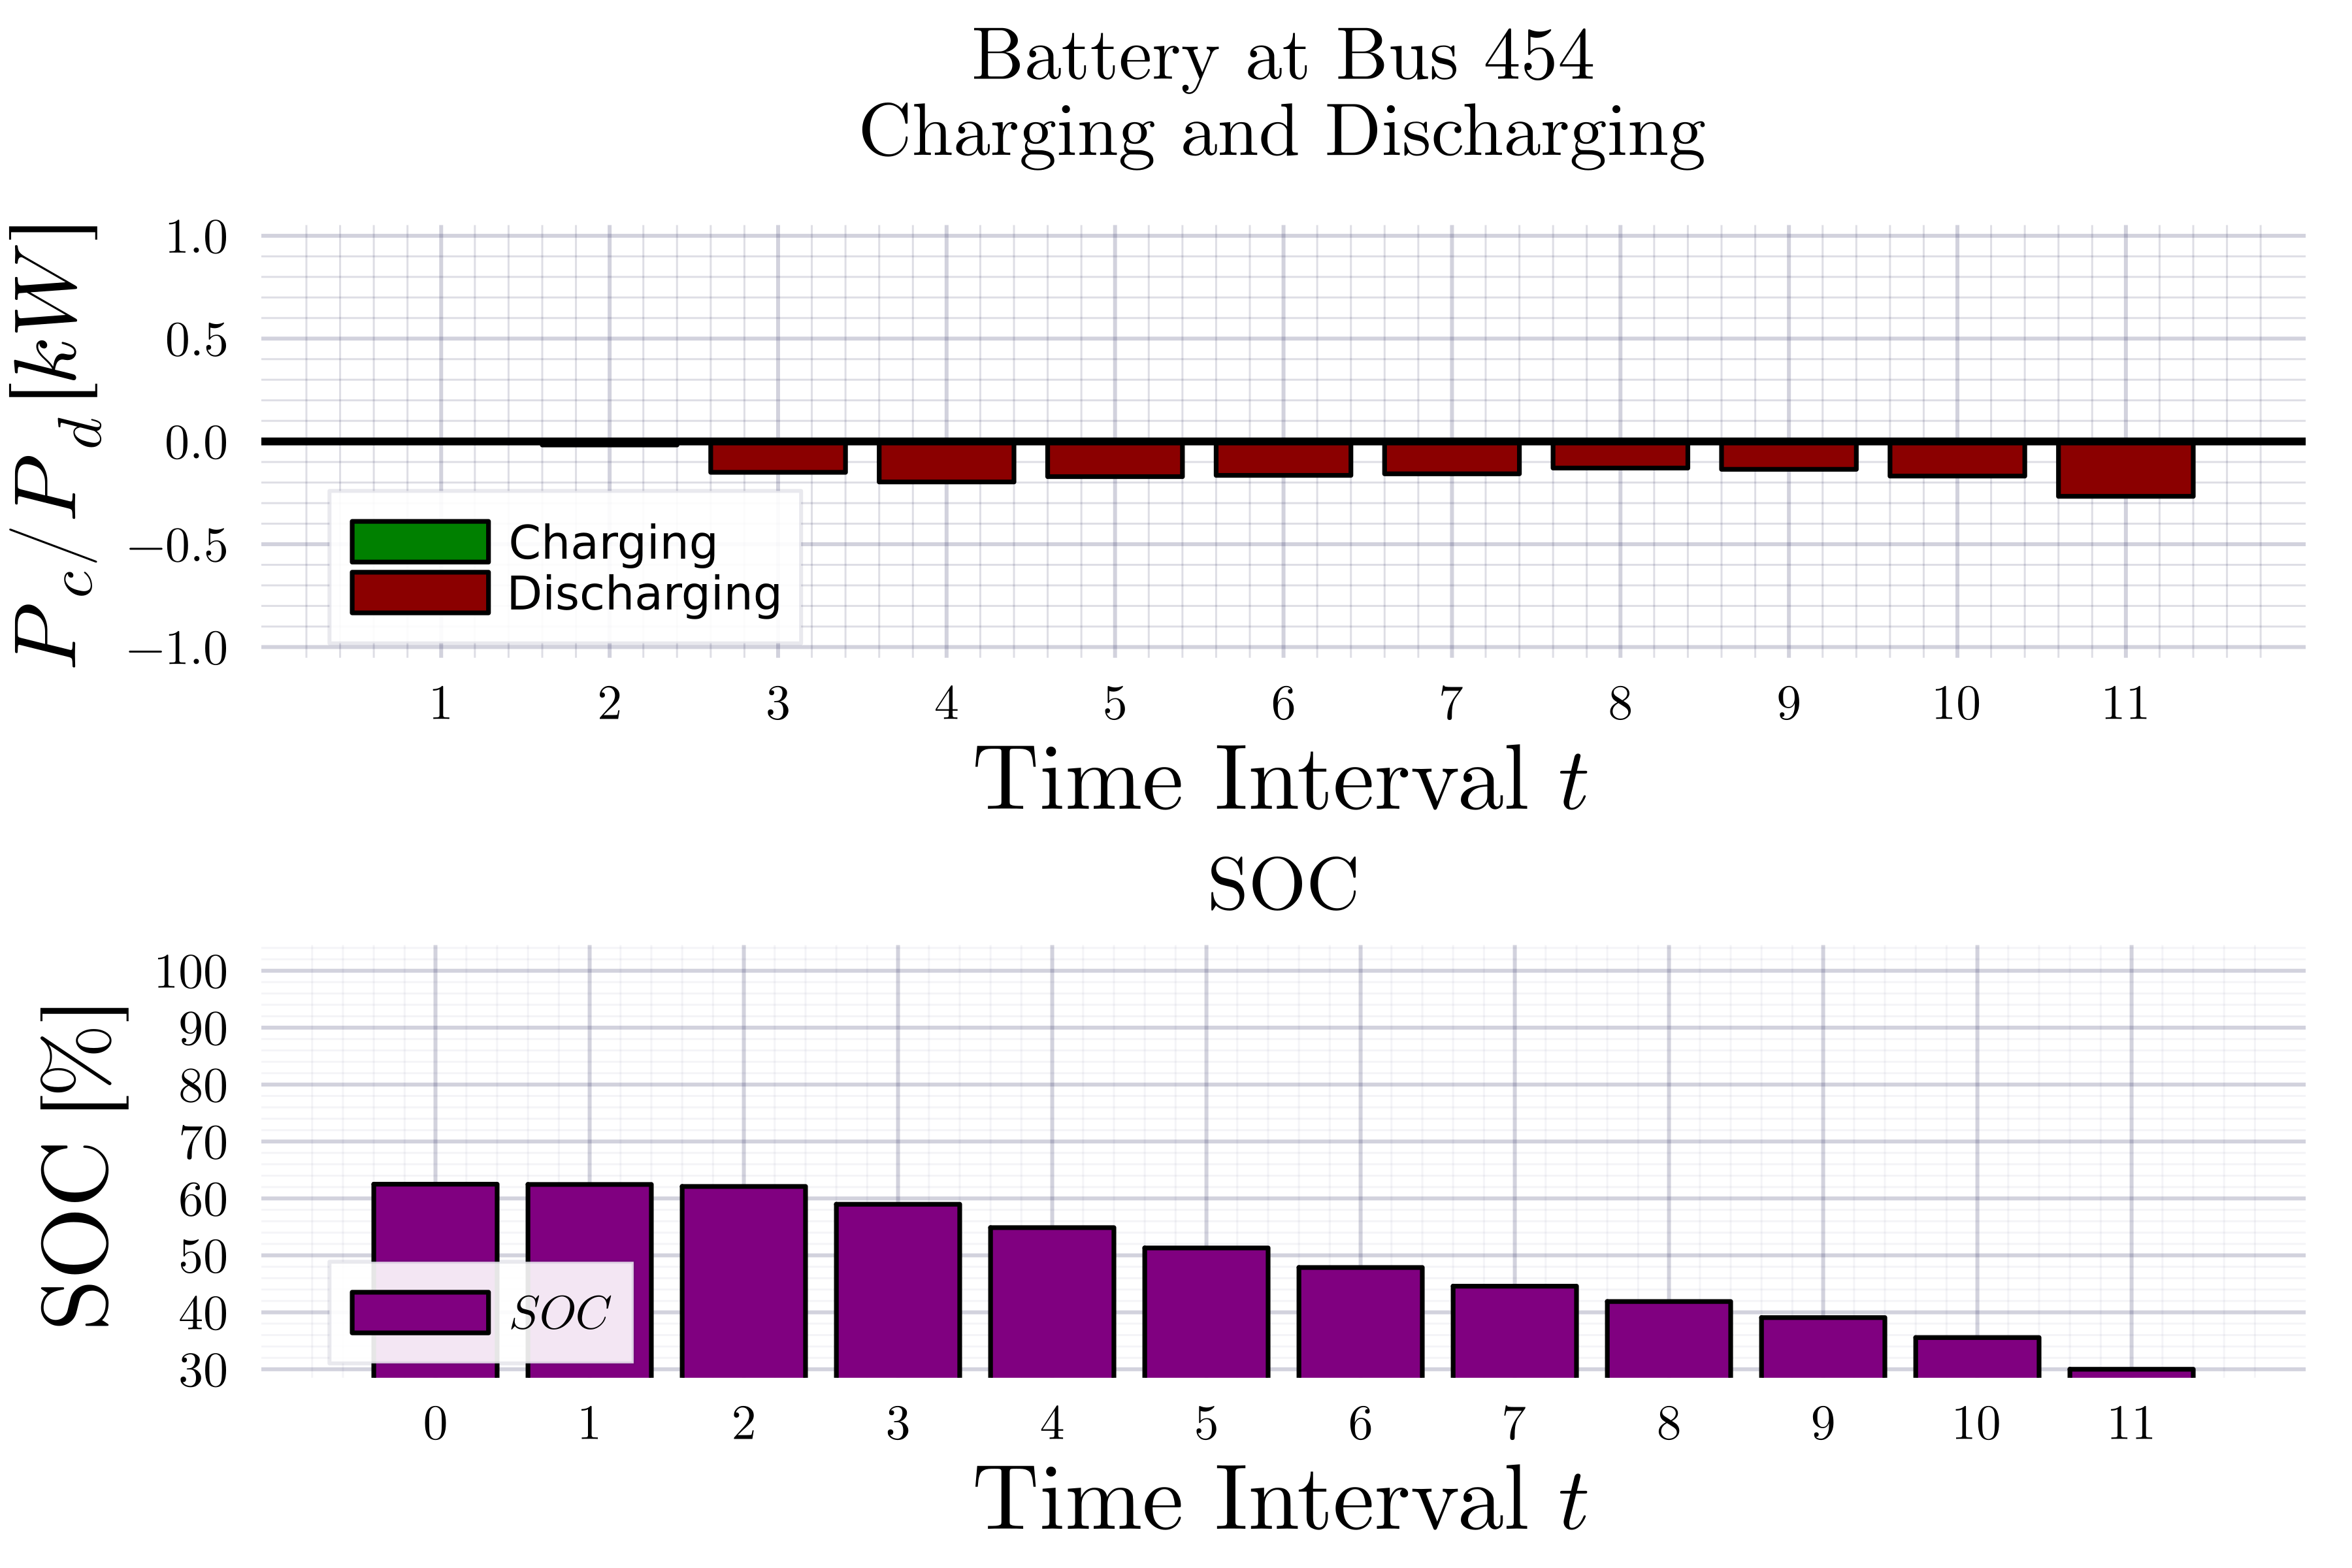 Battery at Bus 454
Charging and Discharging
P_c/P_d [kW]
1.0
0.5
0.0
−0.5
−1.0
Charging
Discharging
1 2 3 4 5 6 7 8 9 10 11
Time Interval t
SOC
SOC [%]
100
90
80
70
60
50
40
30
SOC
0 1 2 3 4 5 6 7 8 9 10 11
Time Interval t